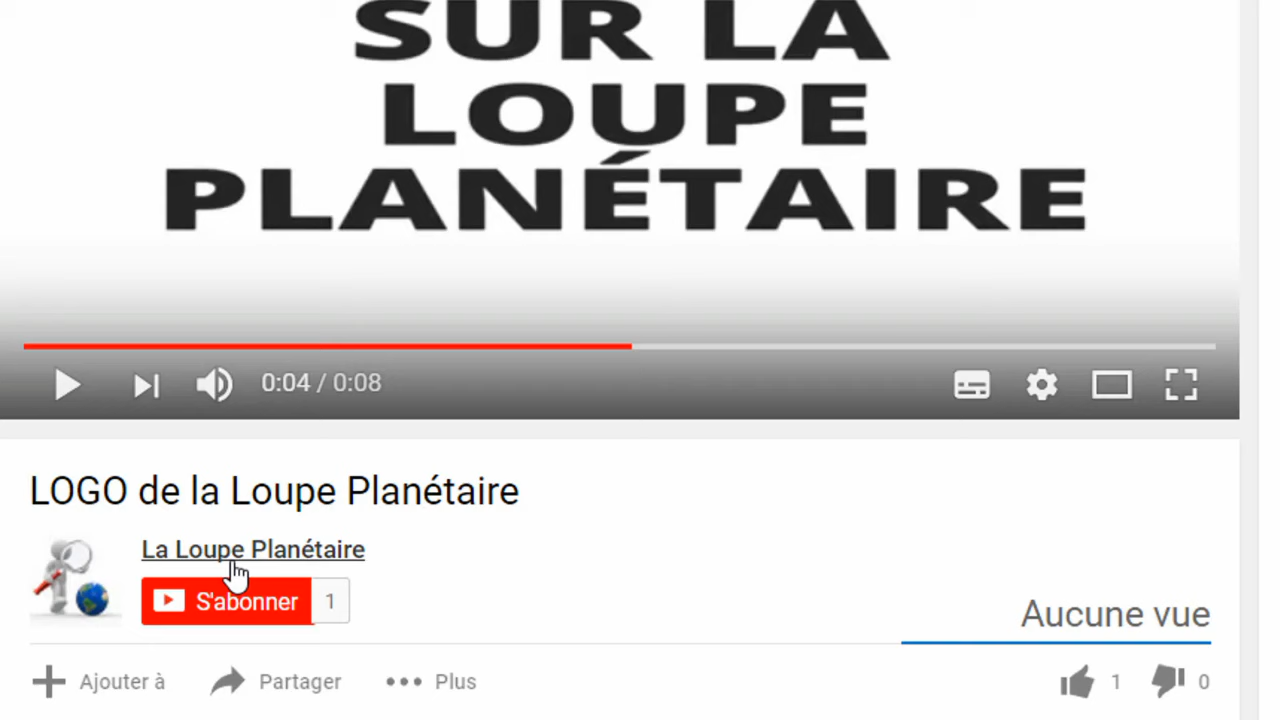 SUR LA
LOUPE
PLANÉTAIRE
0:04 / 0:08
LOGO de la Loupe Planétaire
La Loupe Planétaire
S'abonner 1
Aucune vue
Ajouter à Partager Plus 1 0